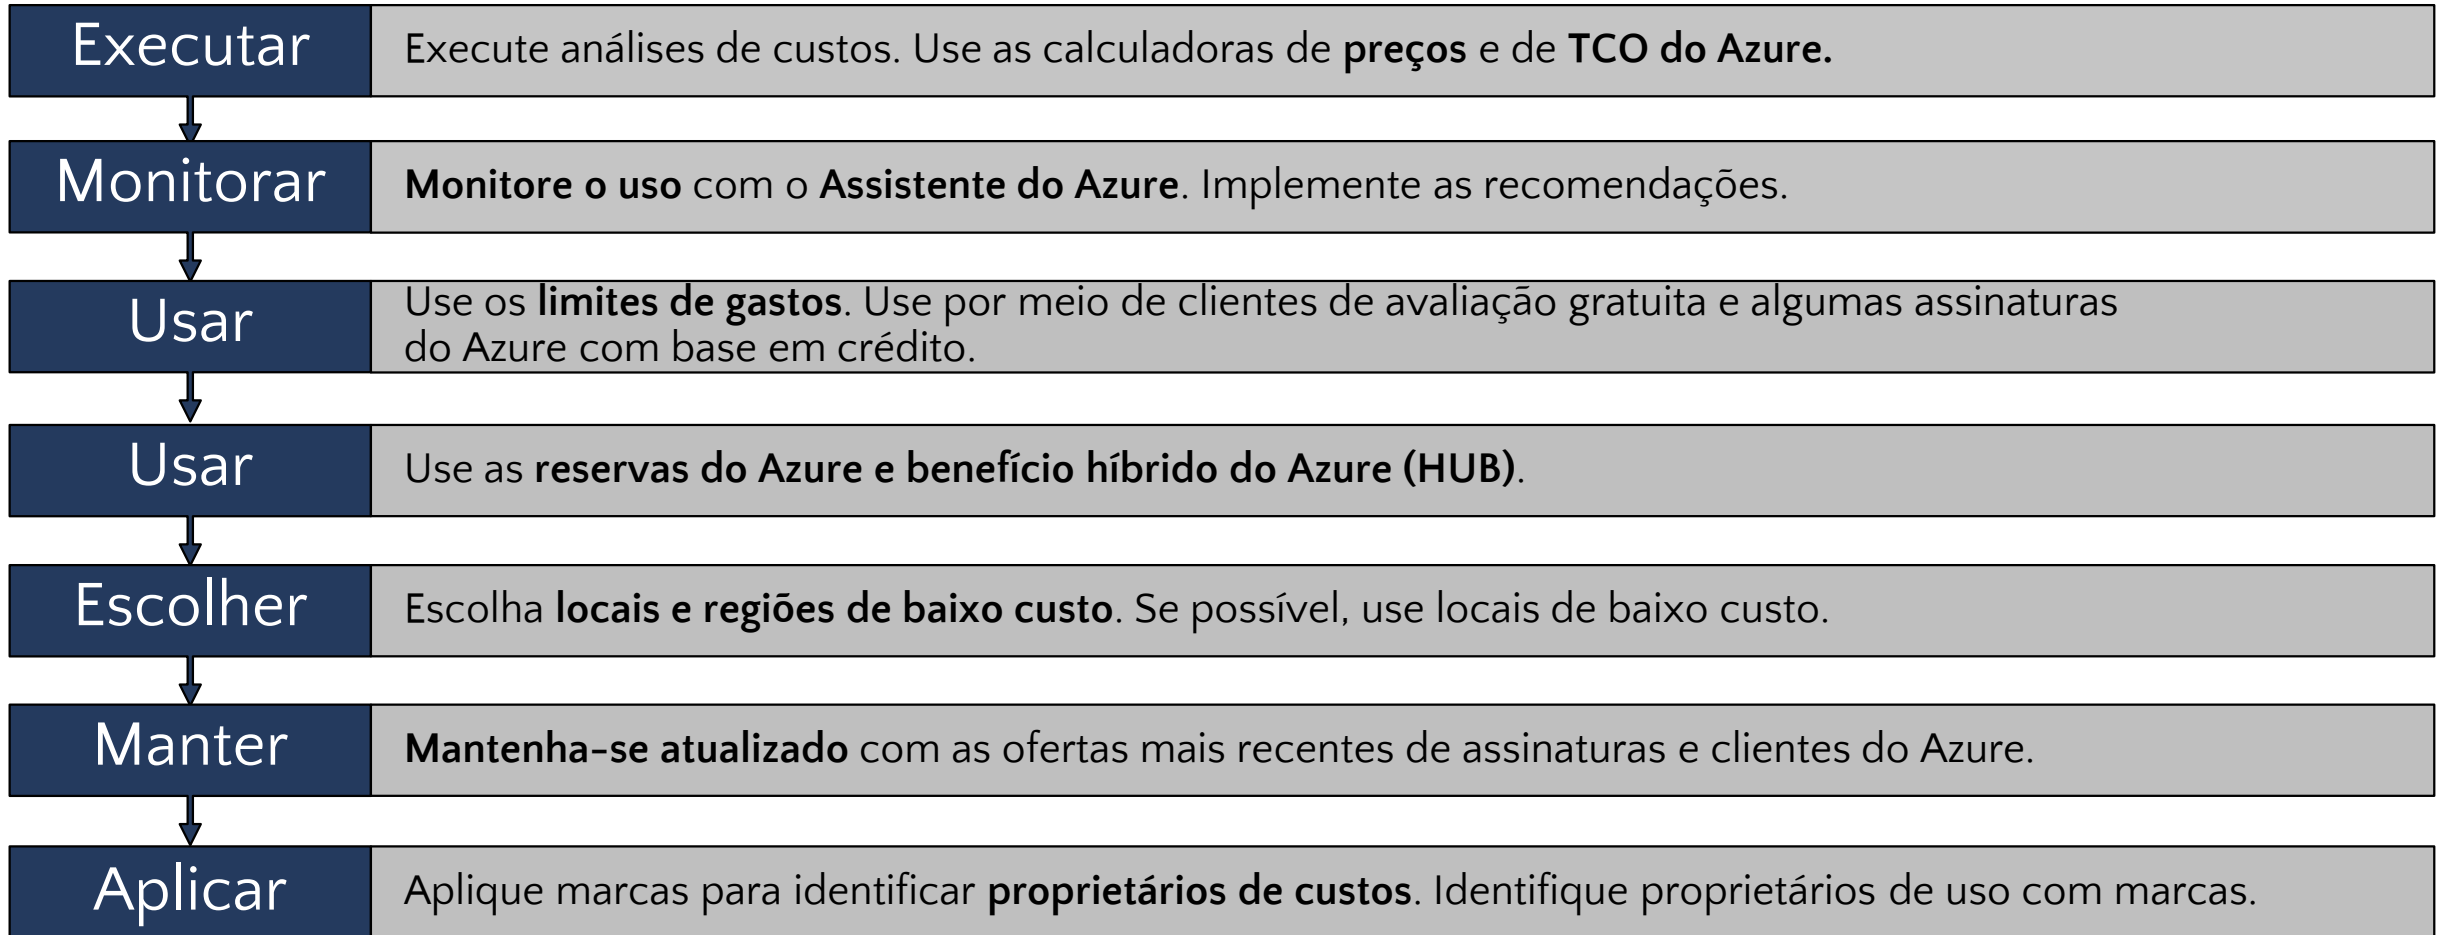 Executar
Execute análises de custos. Use as calculadoras de preços e de TCO do Azure.
Monitorar
Monitore o uso com o Assistente do Azure. Implemente as recomendações.
Usar
Use os limites de gastos. Use por meio de clientes de avaliação gratuita e algumas assinaturas
do Azure com base em crédito.
Usar
Use as reservas do Azure e benefício híbrido do Azure (HUB).
Escolher
Escolha locais e regiões de baixo custo. Se possível, use locais de baixo custo.
Manter
Mantenha-se atualizado com as ofertas mais recentes de assinaturas e clientes do Azure.
Aplicar
Aplique marcas para identificar proprietários de custos. Identifique proprietários de uso com marcas.